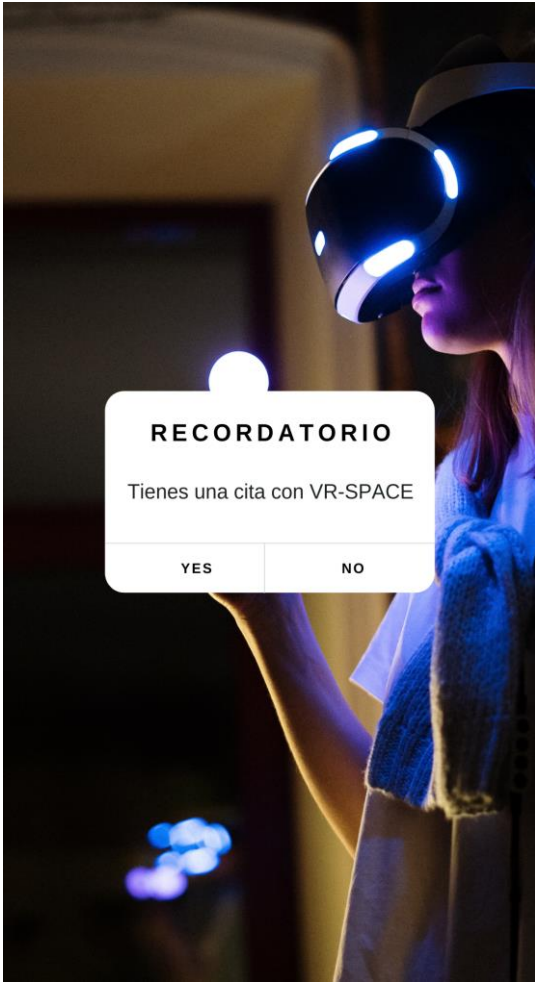 RECORDATORIO
Tienes una cita con VR-SPACE
YES NO